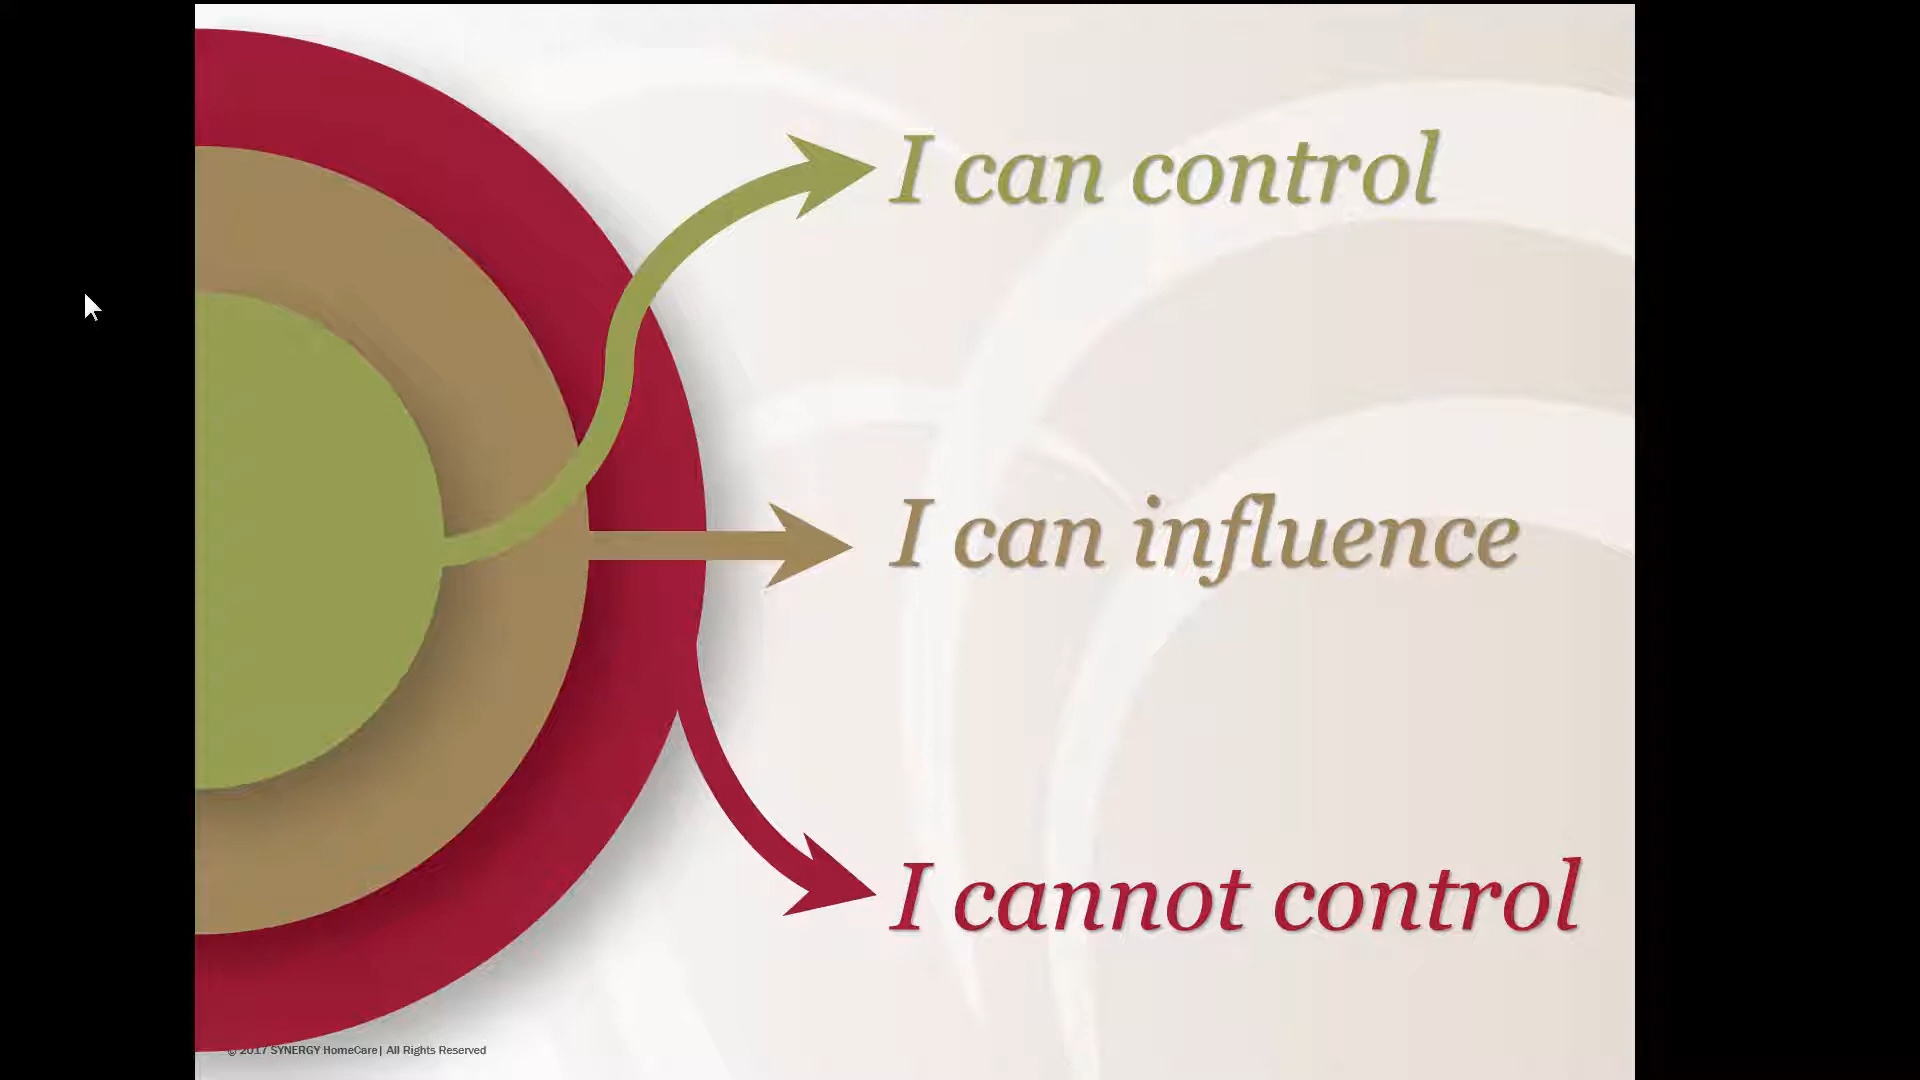 I can control
I can influence
I cannot control
© 2017 SYNERGY HomeCare| All Rights Reserved